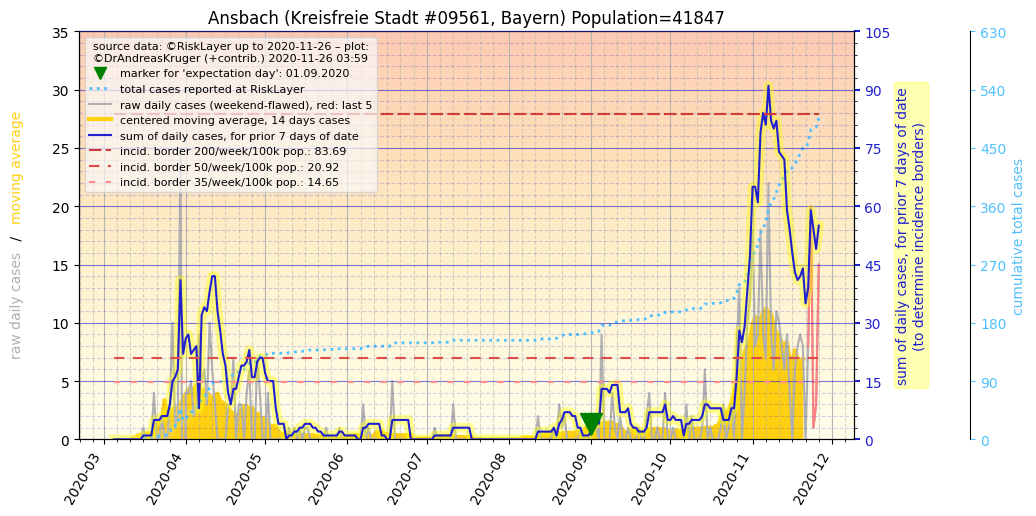 Ansbach (Kreisfreie Stadt #09561, Bayern) Population=41847
source data: ©RiskLayer up to 2020-11-26 – plot:
©DrAndreasKruger (+contrib.) 2020-11-26 03:59
marker for 'expectation day': 01.09.2020
total cases reported at RiskLayer
raw daily cases (weekend-flawed), red: last 5
centered moving average, 14 days cases
sum of daily cases, for prior 7 days of date
incid. border 200/week/100k pop.: 83.69
incid. border 50/week/100k pop.: 20.92
incid. border 35/week/100k pop.: 14.65
raw daily cases / moving average
35
30
25
20
15
10
5
0
105
90
75
60
45
30
15
0
sum of daily cases, for prior 7 days of date
(to determine incidence borders)
630
540
450
360
270
180
90
0
cumulative total cases
2020-03
2020-04
2020-05
2020-06
2020-07
2020-08
2020-09
2020-10
2020-11
2020-12